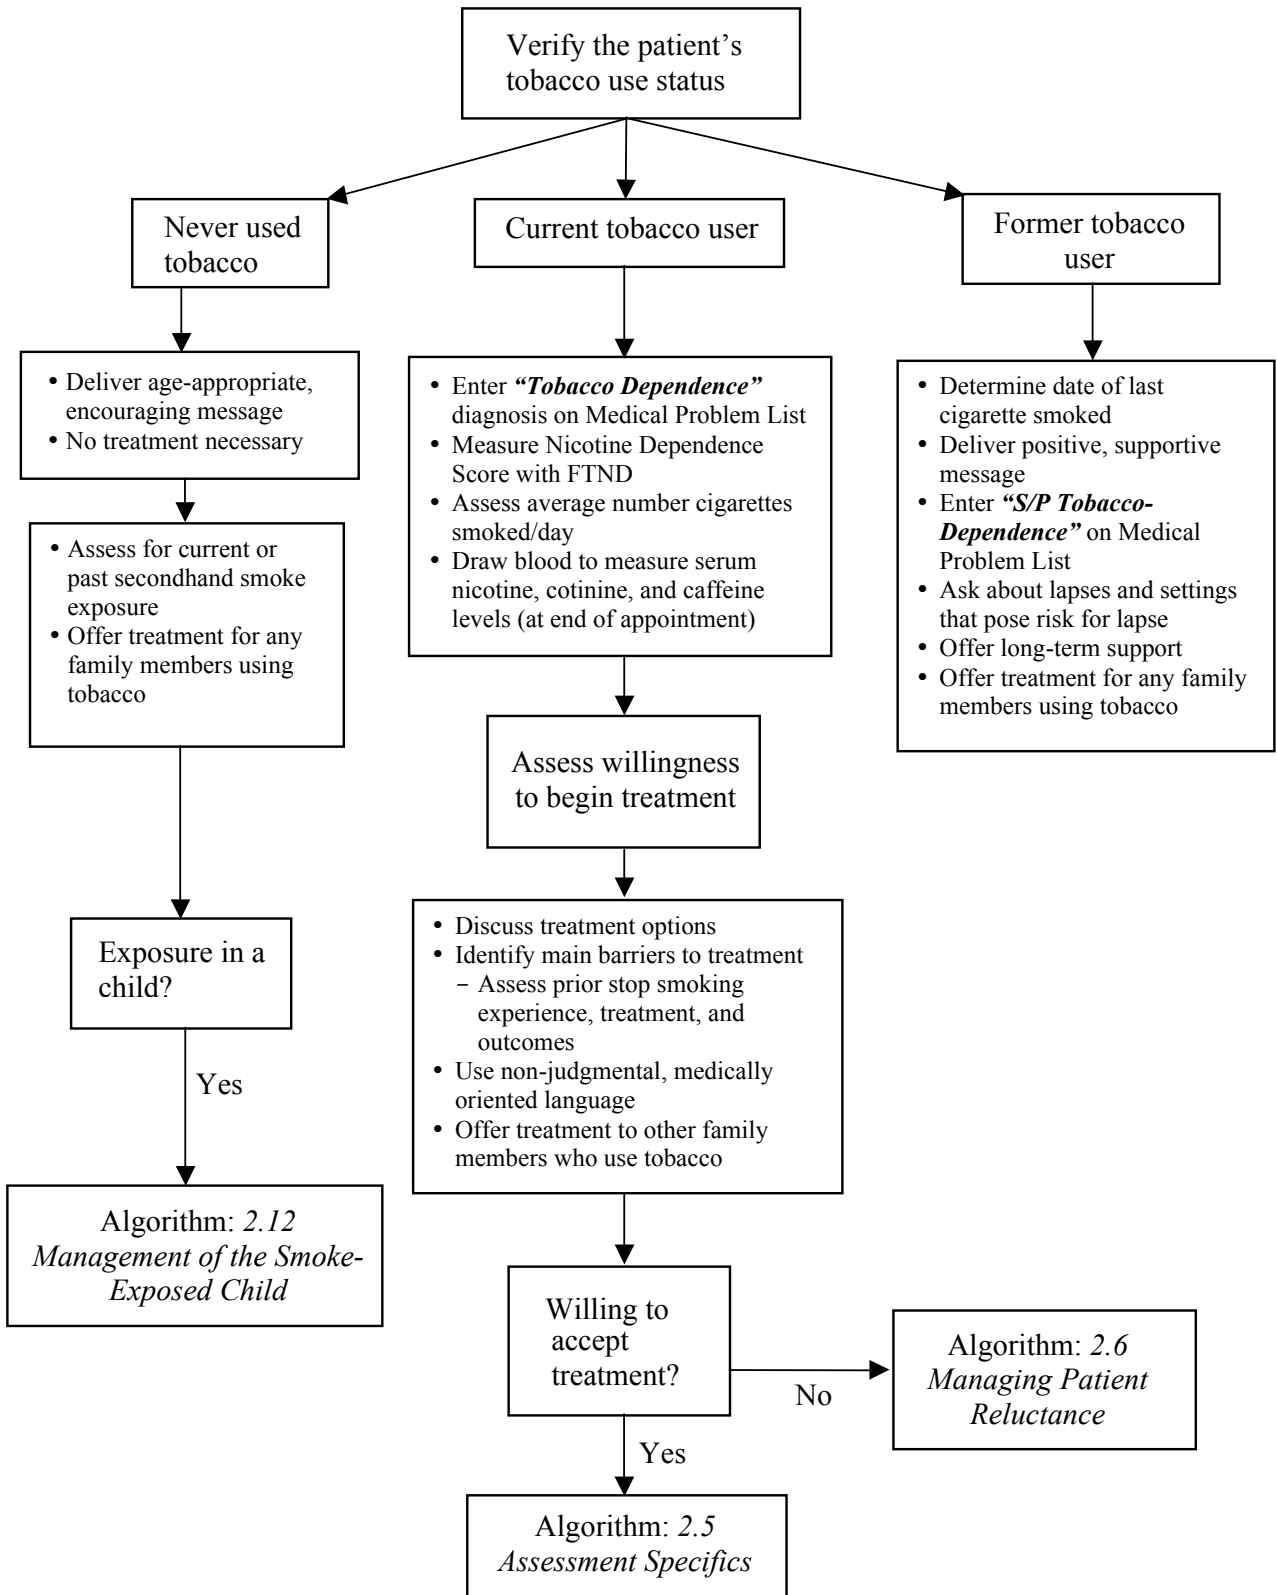 Verify the patient’s
tobacco use status
Never used
tobacco
Current tobacco user
Former tobacco
user
• Deliver age-appropriate,
encouraging message
• No treatment necessary
• Enter “Tobacco Dependence”
diagnosis on Medical Problem List
• Measure Nicotine Dependence
Score with FTND
• Assess average number cigarettes
smoked/day
• Draw blood to measure serum
nicotine, cotinine, and caffeine
levels (at end of appointment)
• Determine date of last
cigarette smoked
• Deliver positive, supportive
message
• Enter “S/P Tobacco-
Dependence” on Medical
Problem List
• Ask about lapses and settings
that pose risk for lapse
• Offer long-term support
• Offer treatment for any family
members using tobacco
• Assess for current or
past secondhand smoke
exposure
• Offer treatment for any
family members using
tobacco
Assess willingness
to begin treatment
Exposure in a
child?
• Discuss treatment options
• Identify main barriers to treatment
– Assess prior stop smoking
experience, treatment, and
outcomes
• Use non-judgmental, medically
oriented language
• Offer treatment to other family
members who use tobacco
Yes
Algorithm: 2.12
Management of the Smoke-
Exposed Child
Willing to
accept
treatment?
No
Algorithm: 2.6
Managing Patient
Reluctance
Yes
Algorithm: 2.5
Assessment Specifics